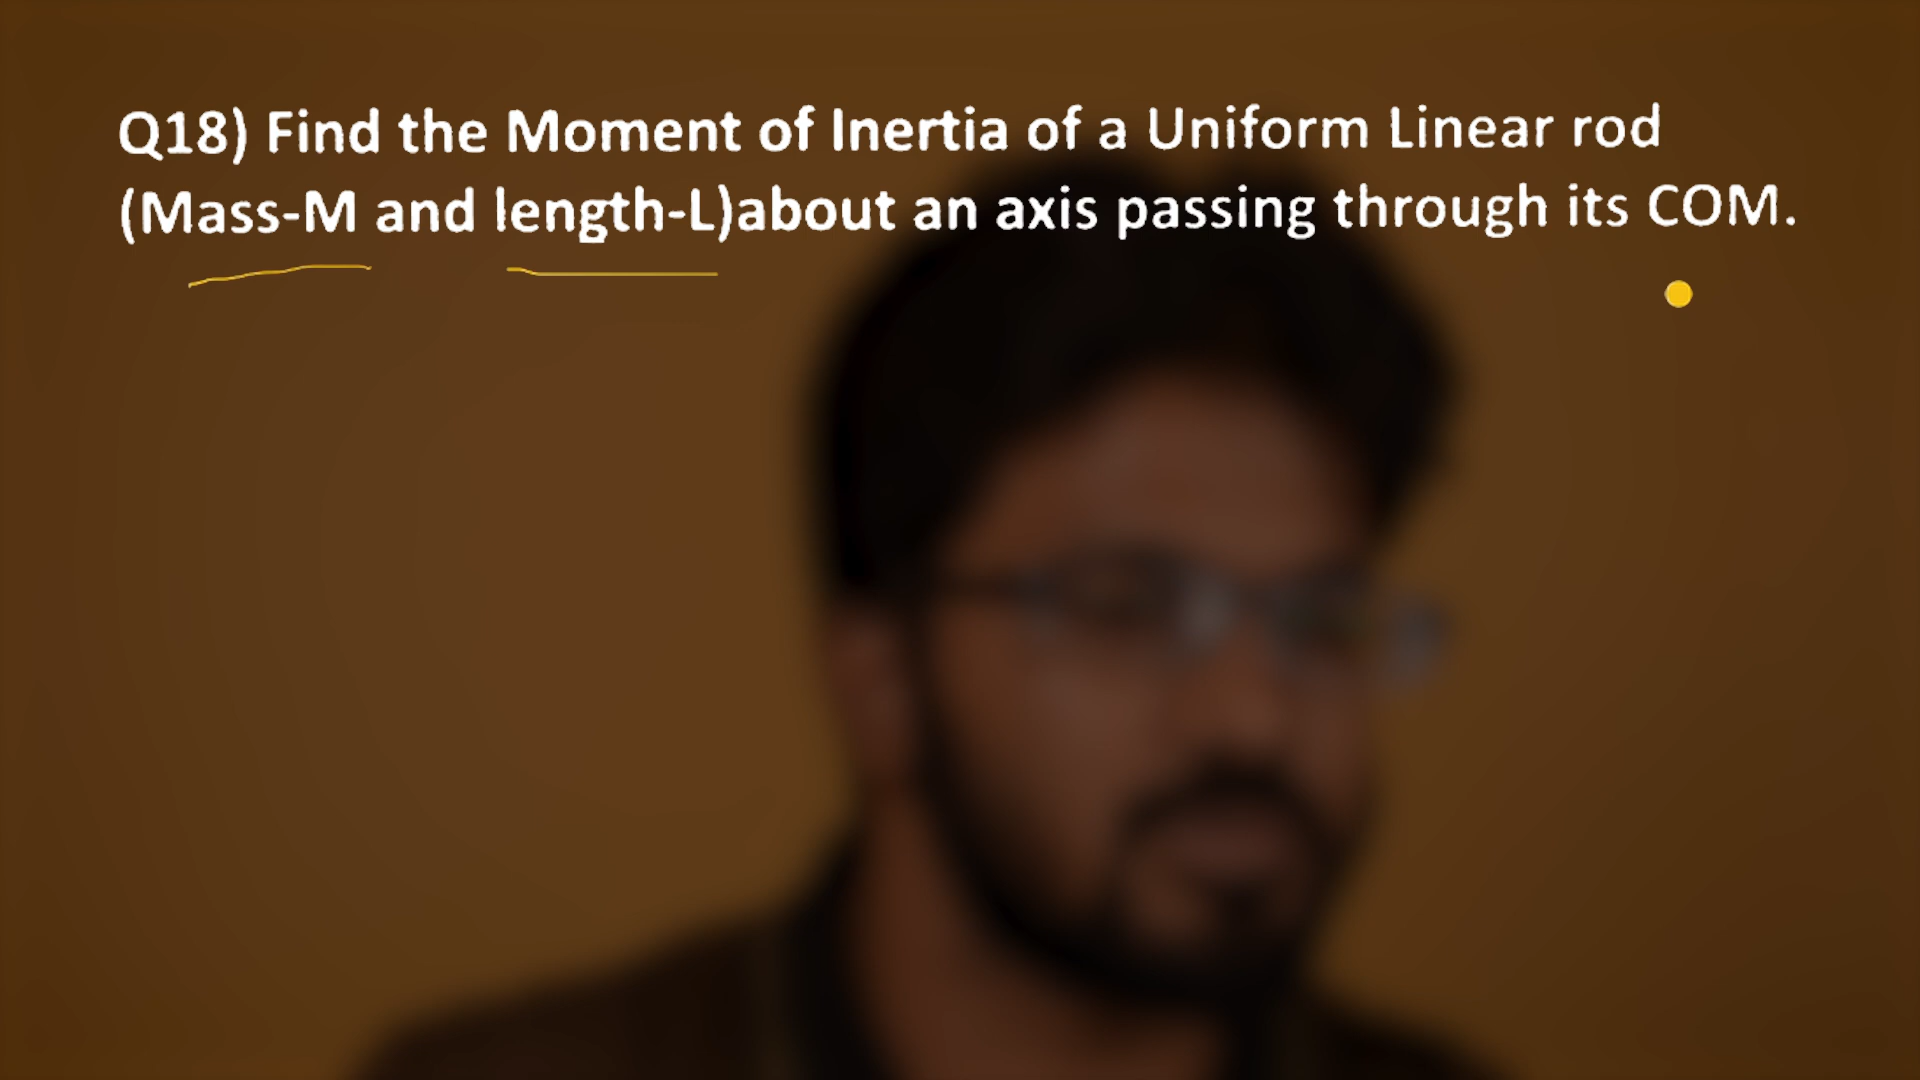 Q18) Find the Moment of Inertia of a Uniform Linear rod
(Mass-M and length-L)about an axis passing through its COM.